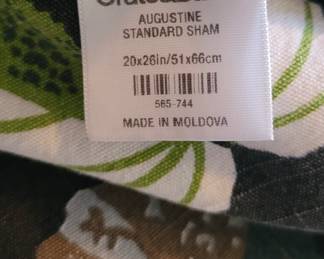 AUGUSTINE
STANDARD SHAM
20x26in/51x66cm
565-744
MADE IN MOLDOVA